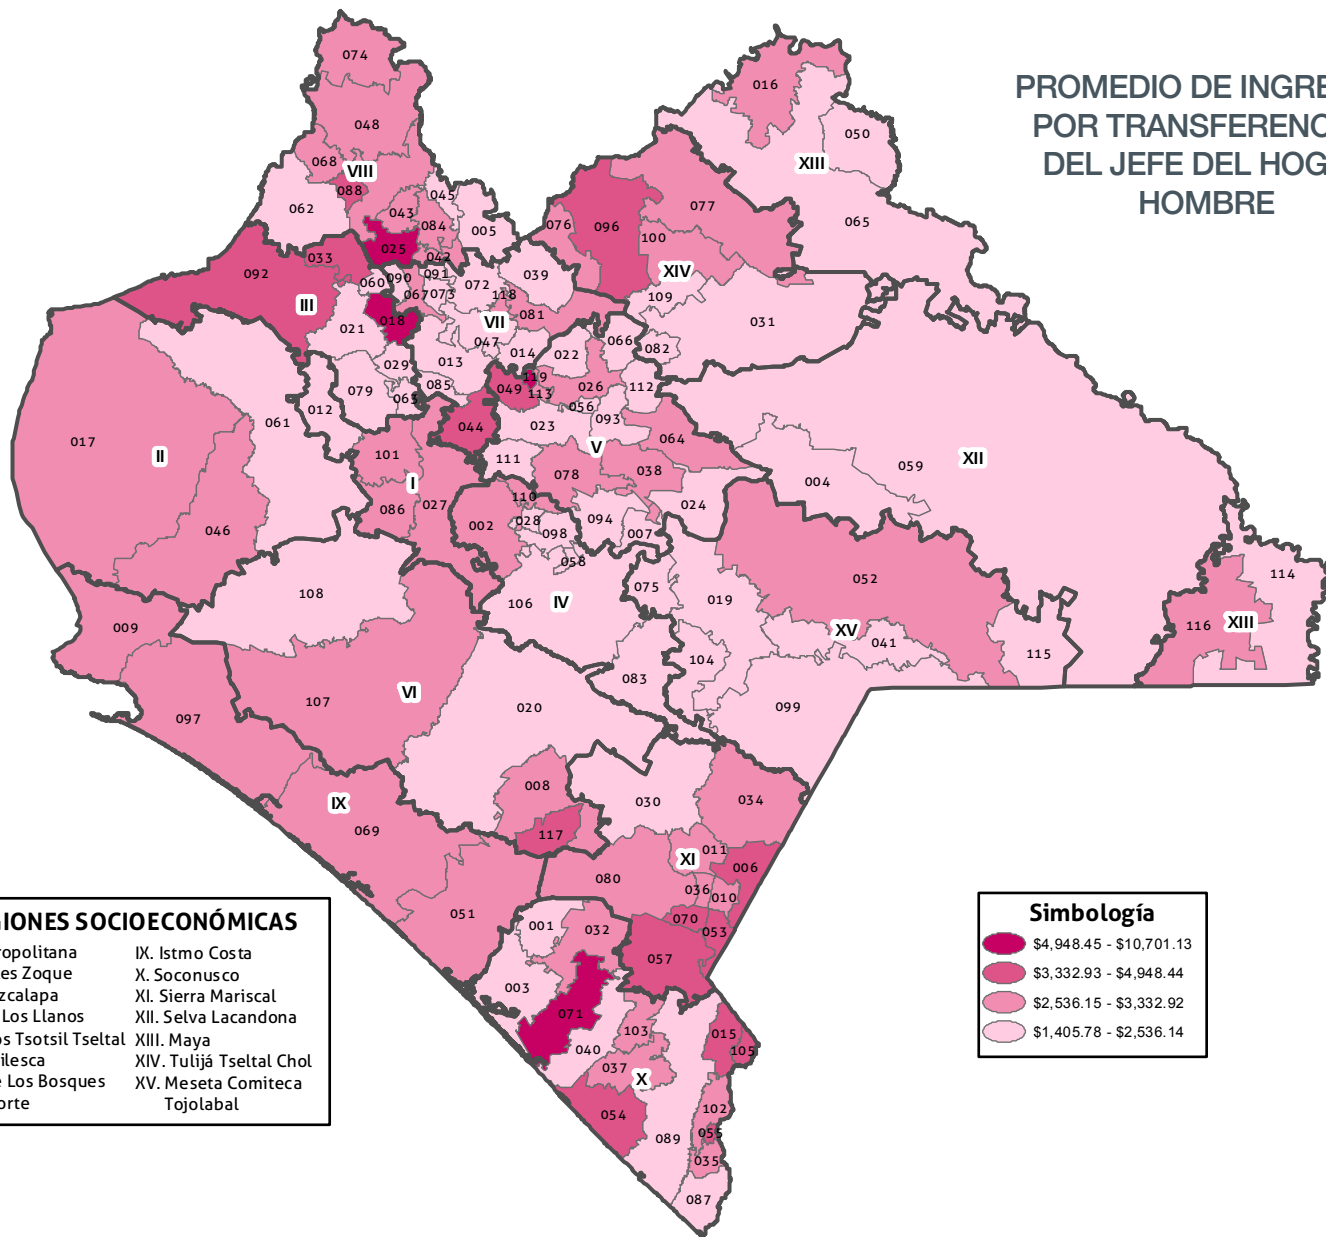 PROMEDIO DE INGRE
POR TRANSFERENC
DEL JEFE DEL HOG
HOMBRE
074
016
048
050
068
VIII
XIII
088
045
062
043
084
005
076
096
077
065
025
042
100
092
033
039
XIV
060
090
091
072
067
073
118
109
III
018
VII
081
031
021
047
066
082
029
013
014
022
079
085
049
119
026
112
063
113
012
056
061
044
023
093
017
II
V
064
101
111
XII
I
078
038
059
004
086
027
110
024
046
002
028
094
098
007
058
052
114
108
106
IV
075
019
009
XV
116
XIII
041
115
104
083
107
VI
020
099
097
008
034
IX
030
069
117
011
XI
006
080
036
010
051
070
053
001
032
057
003
071
103
015
040
105
037
X
054
102
089
055
035
087
GIONES SOCIOECONÓMICAS
ropolitana
es Zoque
zcalapa
Los Llanos
os Tsotsil Tseltal
ilesca
e Los Bosques
orte
IX. Istmo Costa
X. Soconusco
XI. Sierra Mariscal
XII. Selva Lacandona
XIII. Maya
XIV. Tulijá Tseltal Chol
XV. Meseta Comiteca
Tojolabal
Simbología
$4,948.45 - $10,701.13
$3,332.93 - $4,948.44
$2,536.15 - $3,332.92
$1,405.78 - $2,536.14